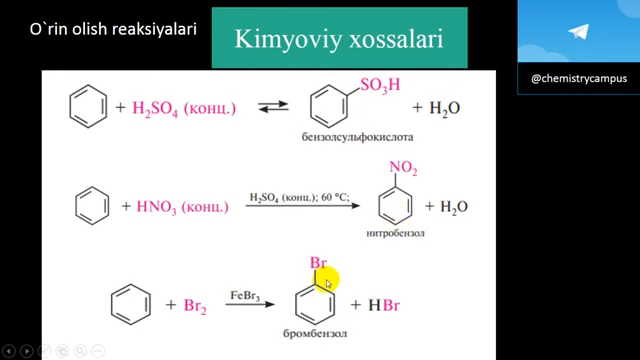 O`rin olish reaksiyalari
Kimyoviy xossalari
@chemistrycampus
SO₃H
+ H₂SO₄ (конц.) ⇌ + H₂O
бензолсульфокислота
NO₂
+ HNO₃ (конц.) H₂SO₄ (конц.); 60 °C; + H₂O
нитробензол
Br
+ Br₂ FeBr₃ + HBr
бромбензол